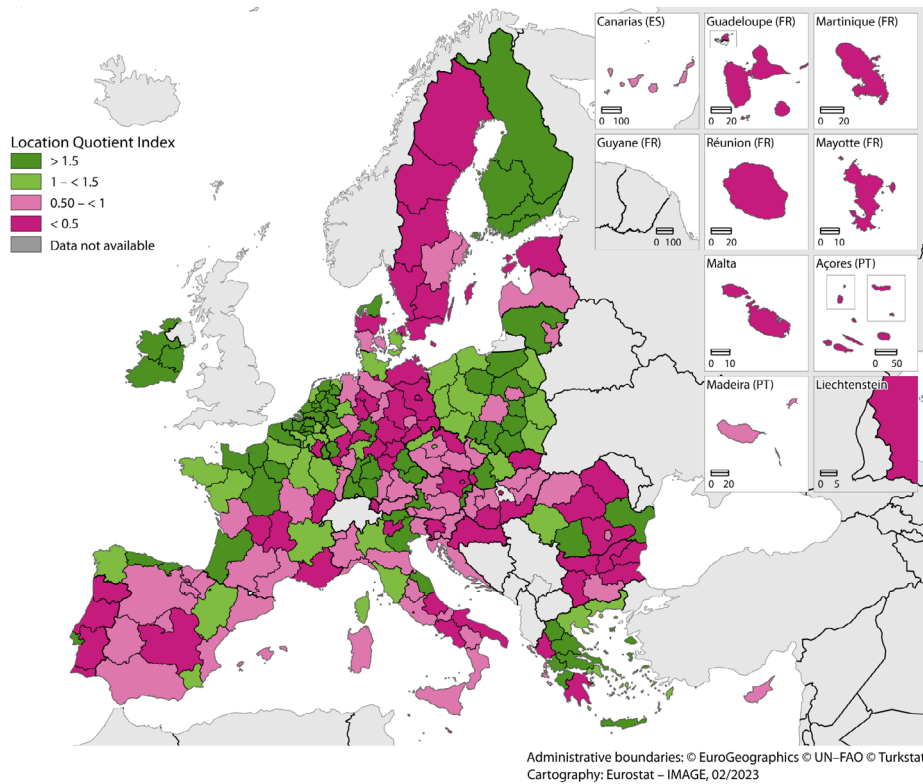 Canarias (ES)
0 100
Guadeloupe (FR)
0 20
Martinique (FR)
0 20
Guyane (FR)
0 100
Réunion (FR)
0 20
Mayotte (FR)
0 10
Malta
0 10
Açores (PT)
0 50
Madeira (PT)
0 20
Liechtenstein
0 5
Location Quotient Index
> 1.5
1 – < 1.5
0.50 – < 1
< 0.5
Data not available
Administrative boundaries: © EuroGeographics © UN–FAO © Turkstat
Cartography: Eurostat – IMAGE, 02/2023